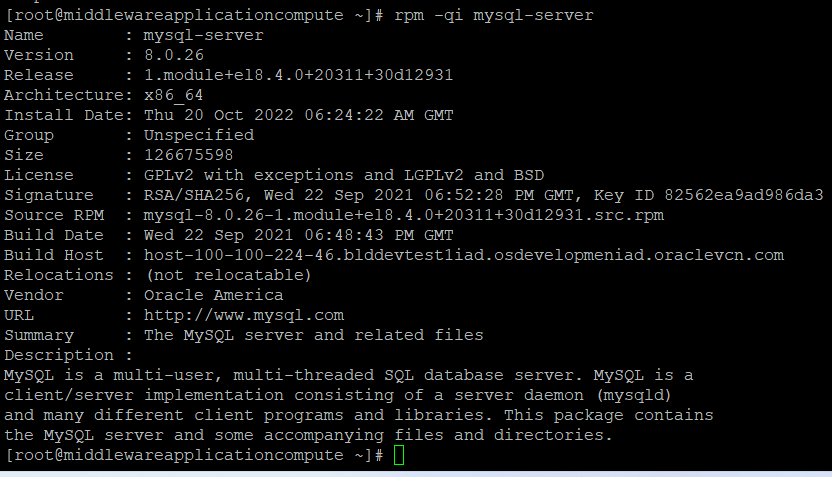 [root@middlewareapplicationcompute ~]# rpm -qi mysql-server
Name        : mysql-server
Version     : 8.0.26
Release     : 1.module+el8.4.0+20311+30d12931
Architecture: x86_64
Install Date: Thu 20 Oct 2022 06:24:22 AM GMT
Group       : Unspecified
Size        : 126675598
License     : GPLv2 with exceptions and LGPLv2 and BSD
Signature   : RSA/SHA256, Wed 22 Sep 2021 06:52:28 PM GMT, Key ID 82562ea9ad986da3
Source RPM  : mysql-8.0.26-1.module+el8.4.0+20311+30d12931.src.rpm
Build Date  : Wed 22 Sep 2021 06:48:43 PM GMT
Build Host  : host-100-100-224-46.blddevtest1iad.osdevelopmeniad.oraclevcn.com
Relocations : (not relocatable)
Vendor      : Oracle America
URL         : http://www.mysql.com
Summary     : The MySQL server and related files
Description :
MySQL is a multi-user, multi-threaded SQL database server. MySQL is a
client/server implementation consisting of a server daemon (mysqld)
and many different client programs and libraries. This package contains
the MySQL server and some accompanying files and directories.
[root@middlewareapplicationcompute ~]#